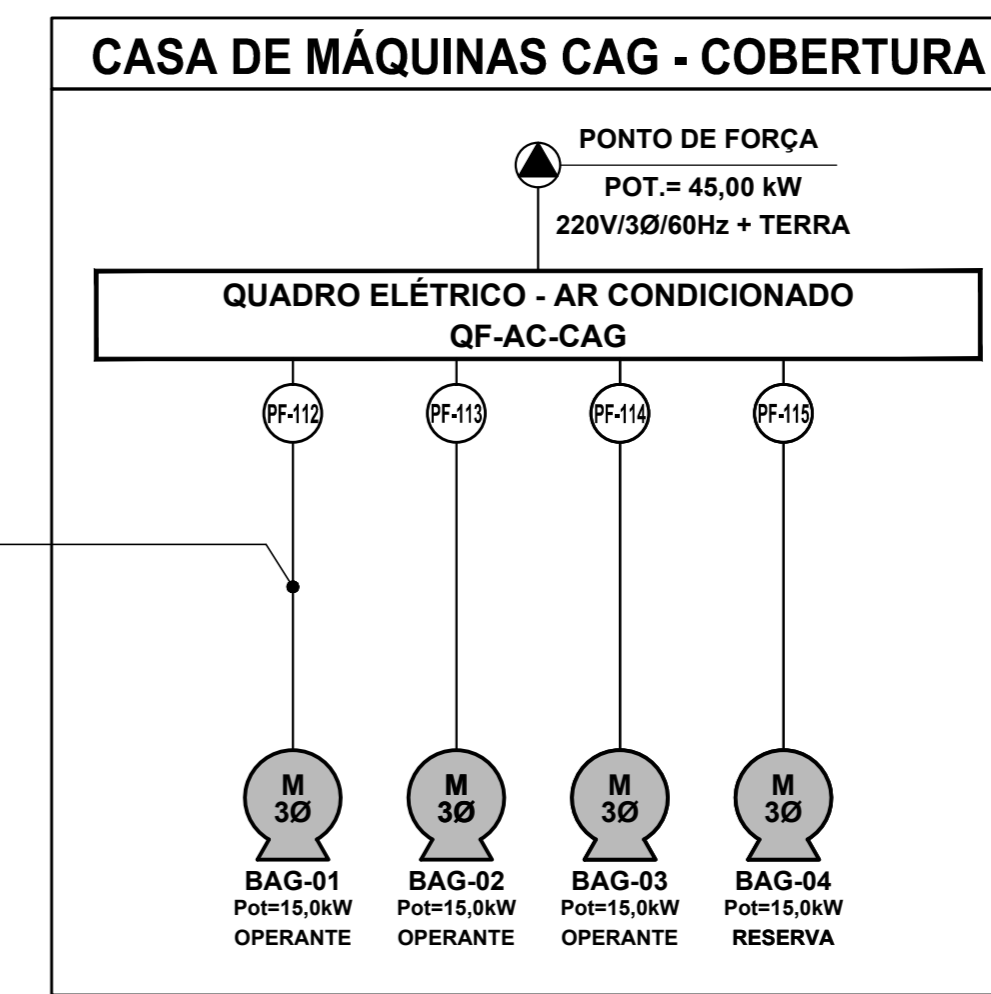 CASA DE MÁQUINAS CAG - COBERTURA
PONTO DE FORÇA
POT.= 45,00 kW
220V/3Ø/60Hz + TERRA
QUADRO ELÉTRICO - AR CONDICIONADO
QF-AC-CAG
PF-112 PF-113 PF-114 PF-115
M M M M
3Ø 3Ø 3Ø 3Ø
BAG-01 BAG-02 BAG-03 BAG-04
Pot=15,0kW Pot=15,0kW Pot=15,0kW Pot=15,0kW
OPERANTE OPERANTE OPERANTE RESERVA